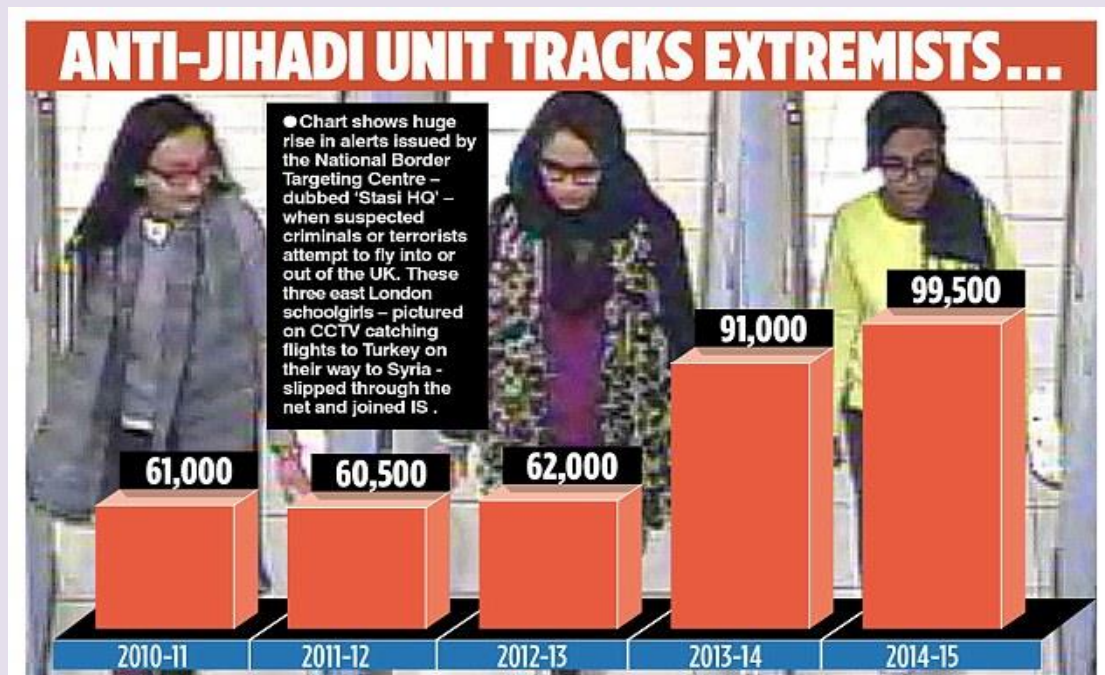 ANTI-JIHADI UNIT TRACKS EXTREMISTS...
● Chart shows huge
rise in alerts issued by
the National Border
Targeting Centre –
dubbed ‘Stasi HQ’ –
when suspected
criminals or terrorists
attempt to fly into or
out of the UK. These
three east London
schoolgirls – pictured
on CCTV catching
flights to Turkey on
their way to Syria -
slipped through the
net and joined IS .
61,000
60,500
62,000
91,000
99,500
2010-11
2011-12
2012-13
2013-14
2014-15